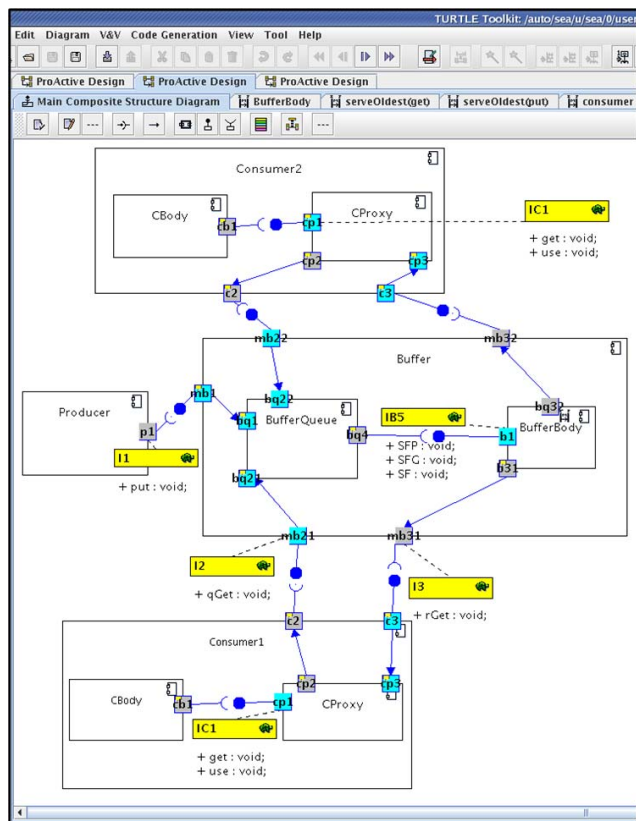 TURTLE Toolkit: /auto/sea/u/sea/0/user
Edit Diagram V&V Code Generation View Tool Help
ProActive Design ProActive Design ProActive Design
Main Composite Structure Diagram BufferBody serveOldest(get) serveOldest(put) consumer
Consumer2
CBody
cb1
cp1
CProxy
cp2
cp3
IC1
+ get : void;
+ use : void;
c2
c3
mb22
mb32
Buffer
Producer
p1
mb1
bq22
bq1
BufferQueue
bq4
bq21
IB5
+ SFP : void;
+ SFG : void;
+ SF : void;
bq32
BufferBody
b1
b31
I1
+ put : void;
mb21
mb31
I2
+ qGet : void;
I3
+ rGet : void;
c2
c3
Consumer1
CBody
cb1
cp2
cp3
cp1
CProxy
IC1
+ get : void;
+ use : void;